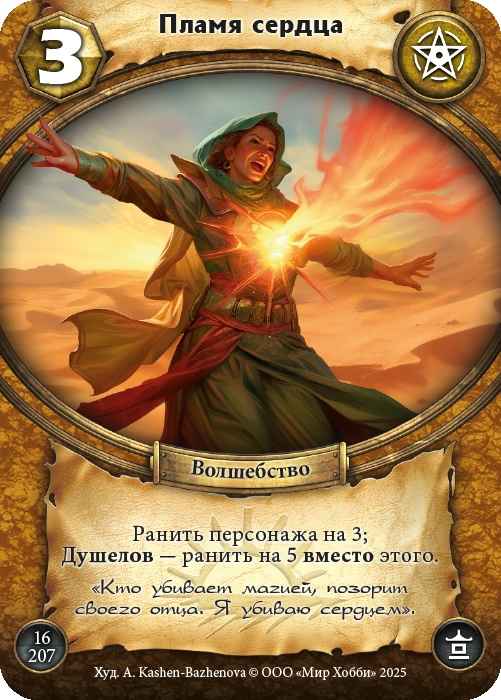 3
Пламя сердца
Волшебство
Ранить персонажа на 3;
Душелов — ранить на 5 вместо этого.
«Кто убивает магией, позорит
своего отца. Я убиваю сердцем».
16
207
Худ. A. Kashen-Bazhenova © ООО «Мир Хобби» 2025